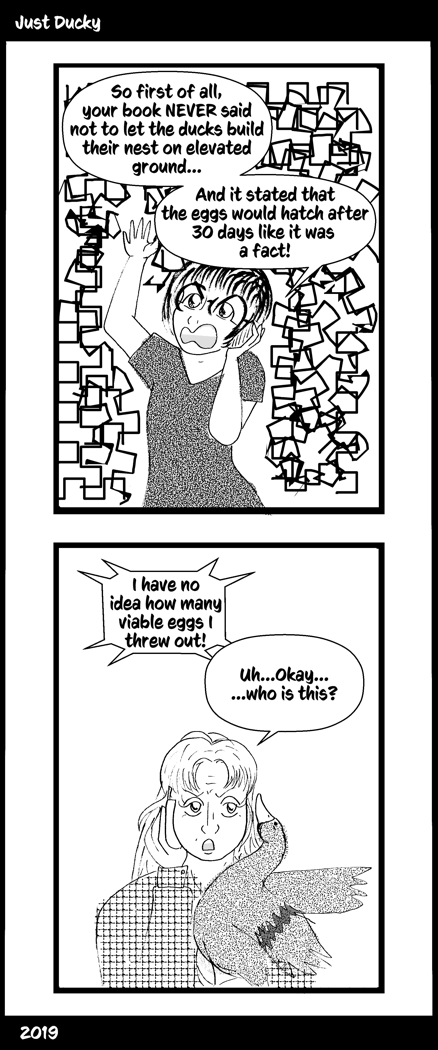 Just Ducky
So first of all,
your book NEVER said
not to let the ducks build
their nest on elevated
ground...
And it stated that
the eggs would hatch after
30 days like it was
a fact!
I have no
idea how many
viable eggs I
threw out!
Uh...Okay...
...who is this?
2019